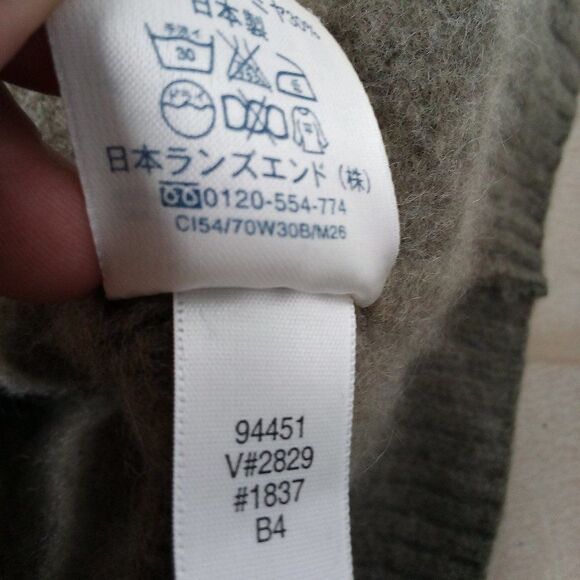 日本製
手洗イ
30
ドライ
日本ランズエンド(株)
0120-554-774
CI54/70W30B/M26
94451
V#2829
#1837
B4